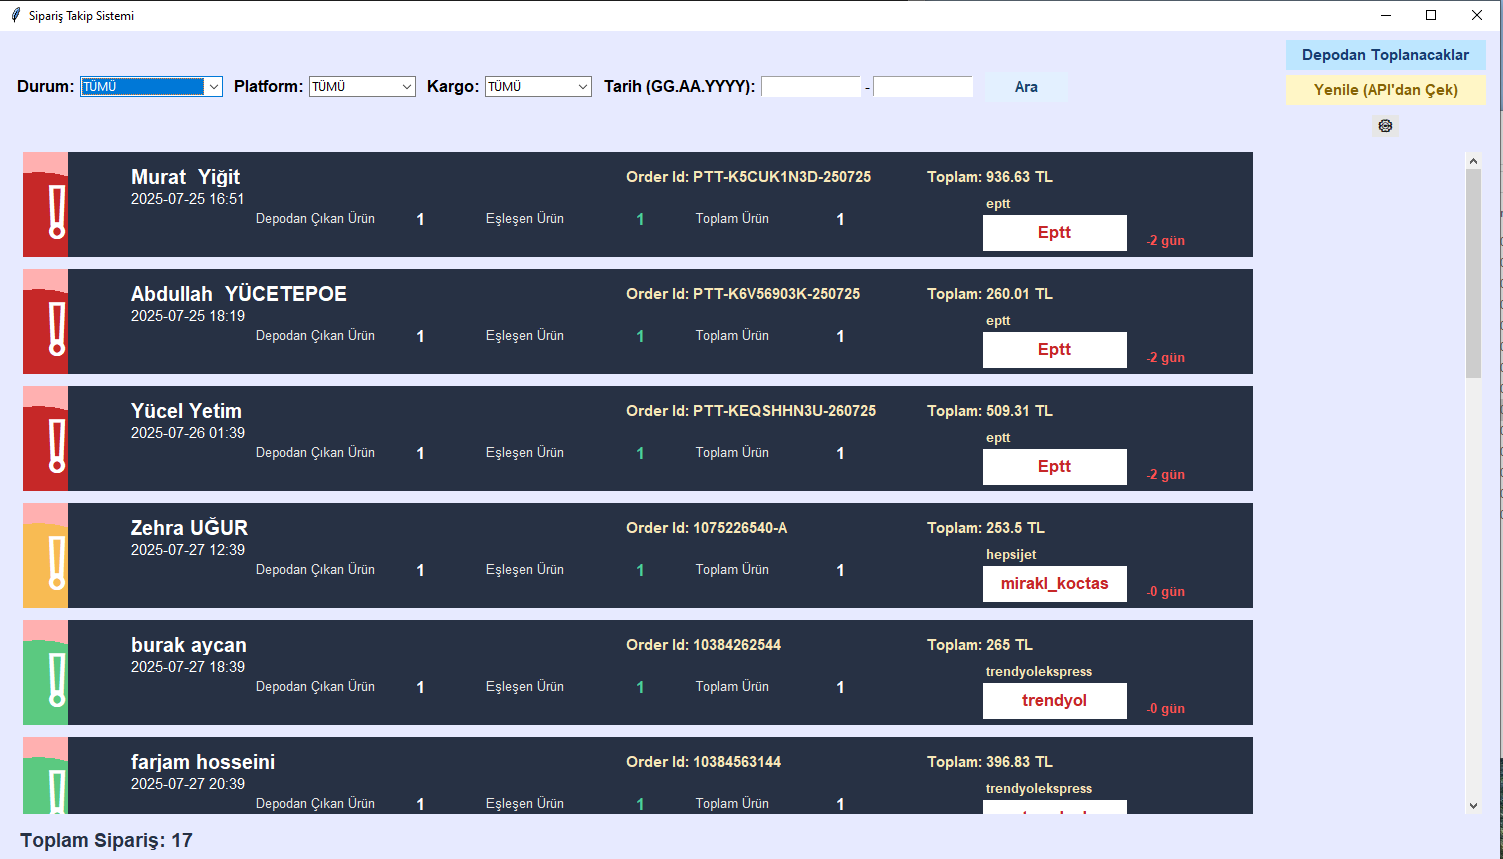 Sipariş Takip Sistemi
Depodan Toplanacaklar
Durum: TÜMÜ Platform: TÜMÜ Kargo: TÜMÜ Tarih (GG.AA.YYYY): - Ara
Yenile (API'dan Çek)
Murat Yiğit Order Id: PTT-K5CUK1N3D-250725 Toplam: 936.63 TL
2025-07-25 16:51 eptt
Depodan Çıkan Ürün 1 Eşleşen Ürün 1 Toplam Ürün 1
Eptt -2 gün
Abdullah YÜCETEPOE Order Id: PTT-K6V56903K-250725 Toplam: 260.01 TL
2025-07-25 18:19 eptt
Depodan Çıkan Ürün 1 Eşleşen Ürün 1 Toplam Ürün 1
Eptt -2 gün
Yücel Yetim Order Id: PTT-KEQSHHN3U-260725 Toplam: 509.31 TL
2025-07-26 01:39 eptt
Depodan Çıkan Ürün 1 Eşleşen Ürün 1 Toplam Ürün 1
Eptt -2 gün
Zehra UĞUR Order Id: 1075226540-A Toplam: 253.5 TL
2025-07-27 12:39 hepsijet
Depodan Çıkan Ürün 1 Eşleşen Ürün 1 Toplam Ürün 1
mirakl_koctas -0 gün
burak aycan Order Id: 10384262544 Toplam: 265 TL
2025-07-27 18:39 trendyolekspress
Depodan Çıkan Ürün 1 Eşleşen Ürün 1 Toplam Ürün 1
trendyol -0 gün
farjam hosseini Order Id: 10384563144 Toplam: 396.83 TL
2025-07-27 20:39 trendyolekspress
Depodan Çıkan Ürün 1 Eşleşen Ürün 1 Toplam Ürün 1
Toplam Sipariş: 17